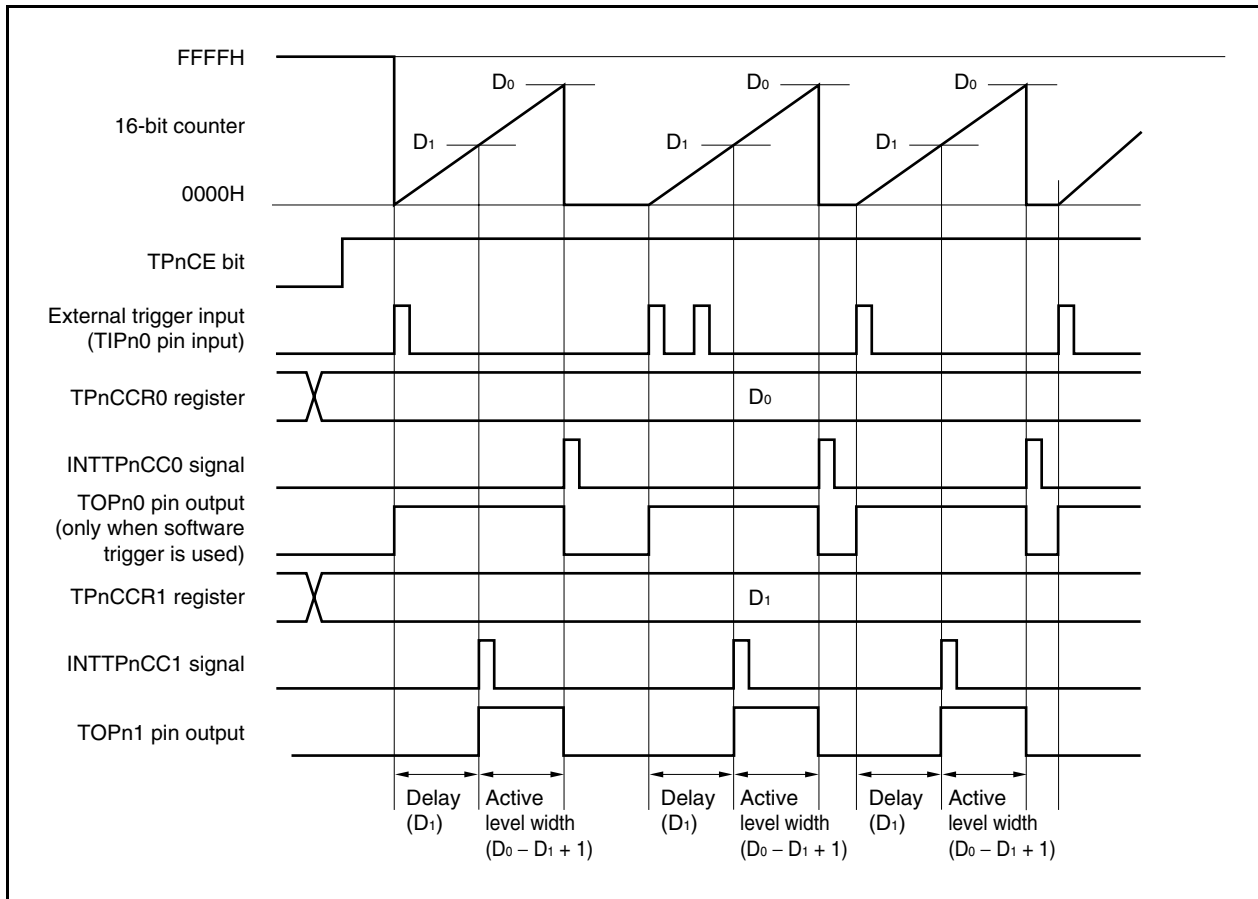 FFFFH
D₀
D₀
D₀
16-bit counter
D₁
D₁
D₁
0000H
TPnCE bit
External trigger input
(TIPn0 pin input)
TPnCCR0 register
D₀
INTTPnCC0 signal
TOPn0 pin output
(only when software
trigger is used)
TPnCCR1 register
D₁
INTTPnCC1 signal
TOPn1 pin output
Delay
(D₁)
Active
level width
(D₀ – D₁ + 1)
Delay
(D₁)
Active
level width
(D₀ – D₁ + 1)
Delay
(D₁)
Active
level width
(D₀ – D₁ + 1)